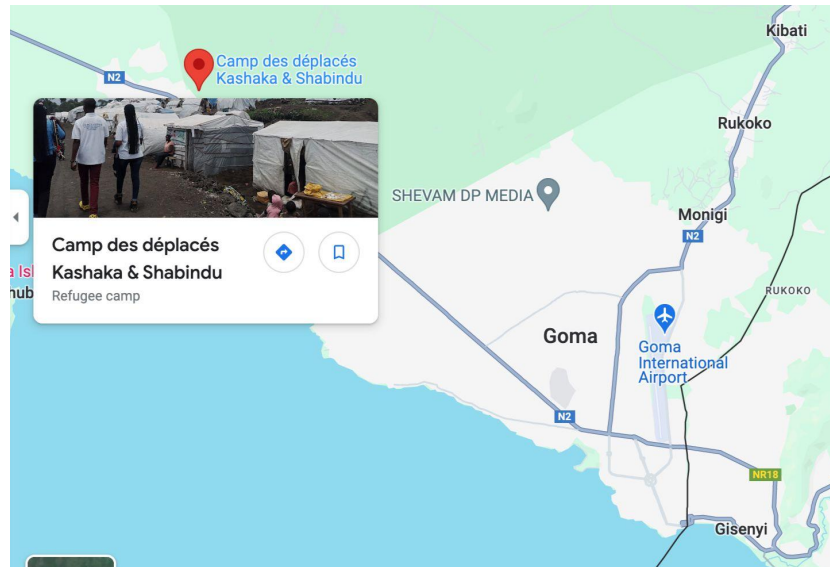 Kibati
Camp des déplacés
Kashaka & Shabindu
N2
Rukoko
SHEVAM DP MEDIA
Monigi
N2
Camp des déplacés
Kashaka & Shabindu
Refugee camp
RUKOKO
Goma
Goma
International
Airport
N2
NR18
Gisenyi